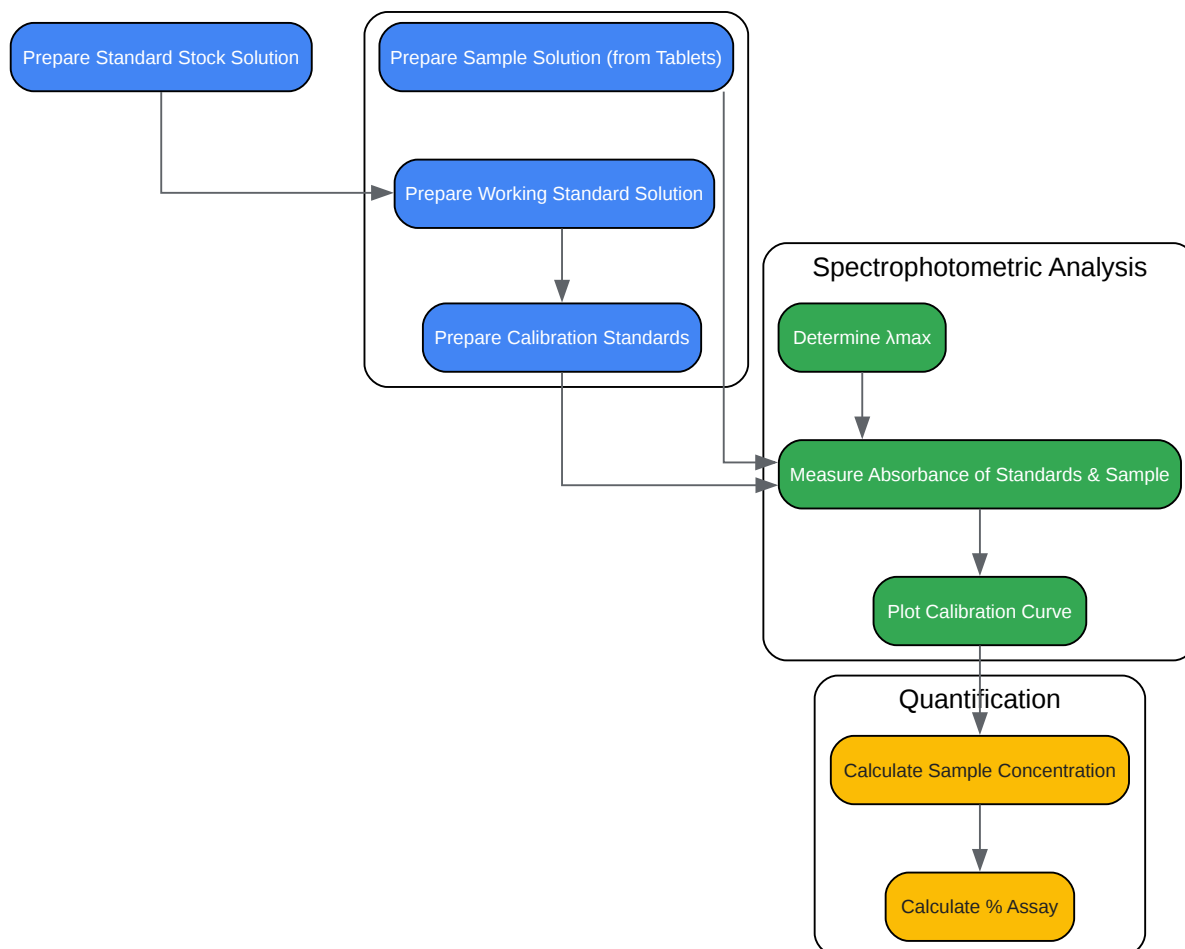 Prepare Standard Stock Solution
Prepare Sample Solution (from Tablets)
Prepare Working Standard Solution
Prepare Calibration Standards
Spectrophotometric Analysis
Determine λmax
Measure Absorbance of Standards & Sample
Plot Calibration Curve
Quantification
Calculate Sample Concentration
Calculate % Assay